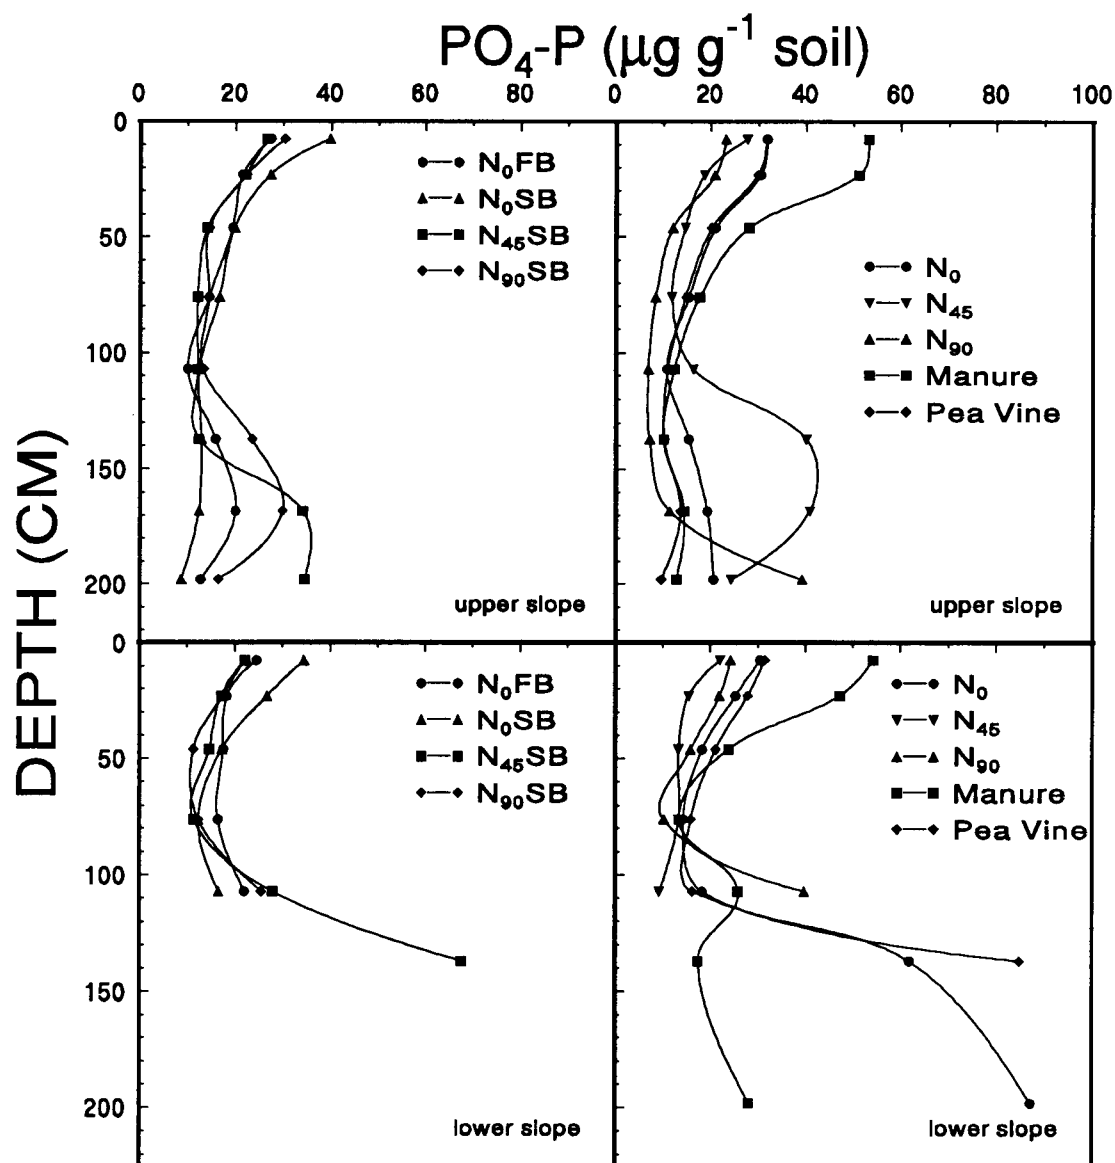 PO₄-P (μg g⁻¹ soil)
0 20 40 60 80 0 20 40 60 80 100
0
50
100
150
200
N₀FB
N₀SB
N₄₅SB
N₉₀SB
upper slope
N₀
N₄₅
N₉₀
Manure
Pea Vine
upper slope
DEPTH (CM)
0
50
100
150
200
N₀FB
N₀SB
N₄₅SB
N₉₀SB
lower slope
N₀
N₄₅
N₉₀
Manure
Pea Vine
lower slope